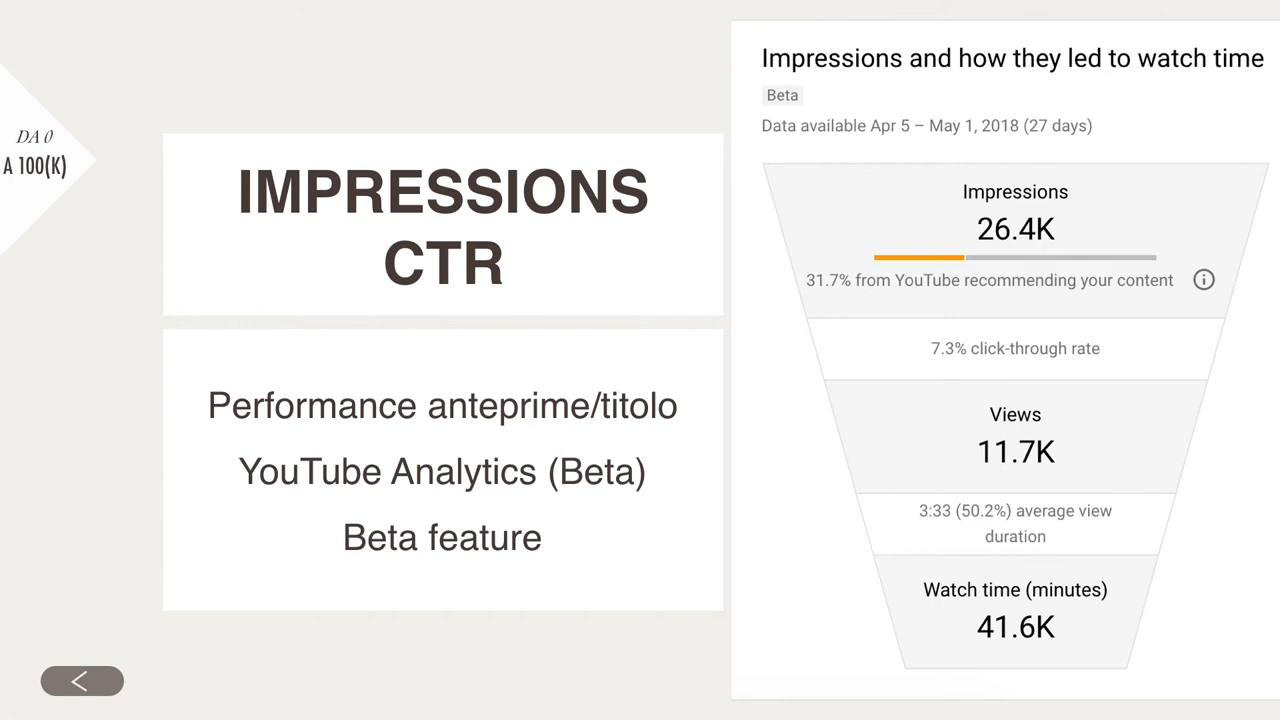 DA 0
A 100(K)
IMPRESSIONS
CTR
Performance anteprime/titolo
YouTube Analytics (Beta)
Beta feature
Impressions and how they led to watch time
Beta
Data available Apr 5 – May 1, 2018 (27 days)
Impressions
26.4K
31.7% from YouTube recommending your content
7.3% click-through rate
Views
11.7K
3:33 (50.2%) average view
duration
Watch time (minutes)
41.6K